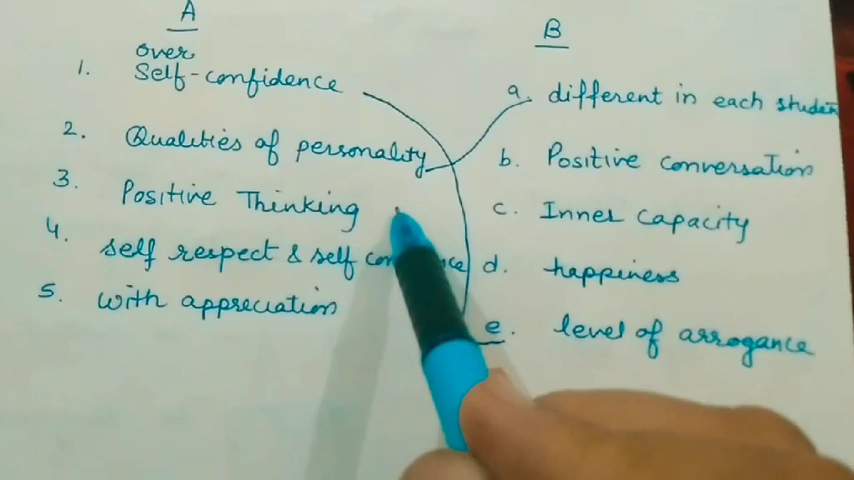 A
over
1. Self-confidence
2. Qualities of personality
3. Positive Thinking
4. self respect & self
5. with appreciation
B
a. different in each student
b. Positive conversation
c. Inner capacity
d. happiness
e. level of arrogance